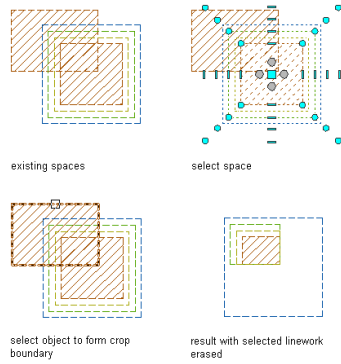 existing spaces
select space
select object to form crop
boundary
result with selected linework
erased